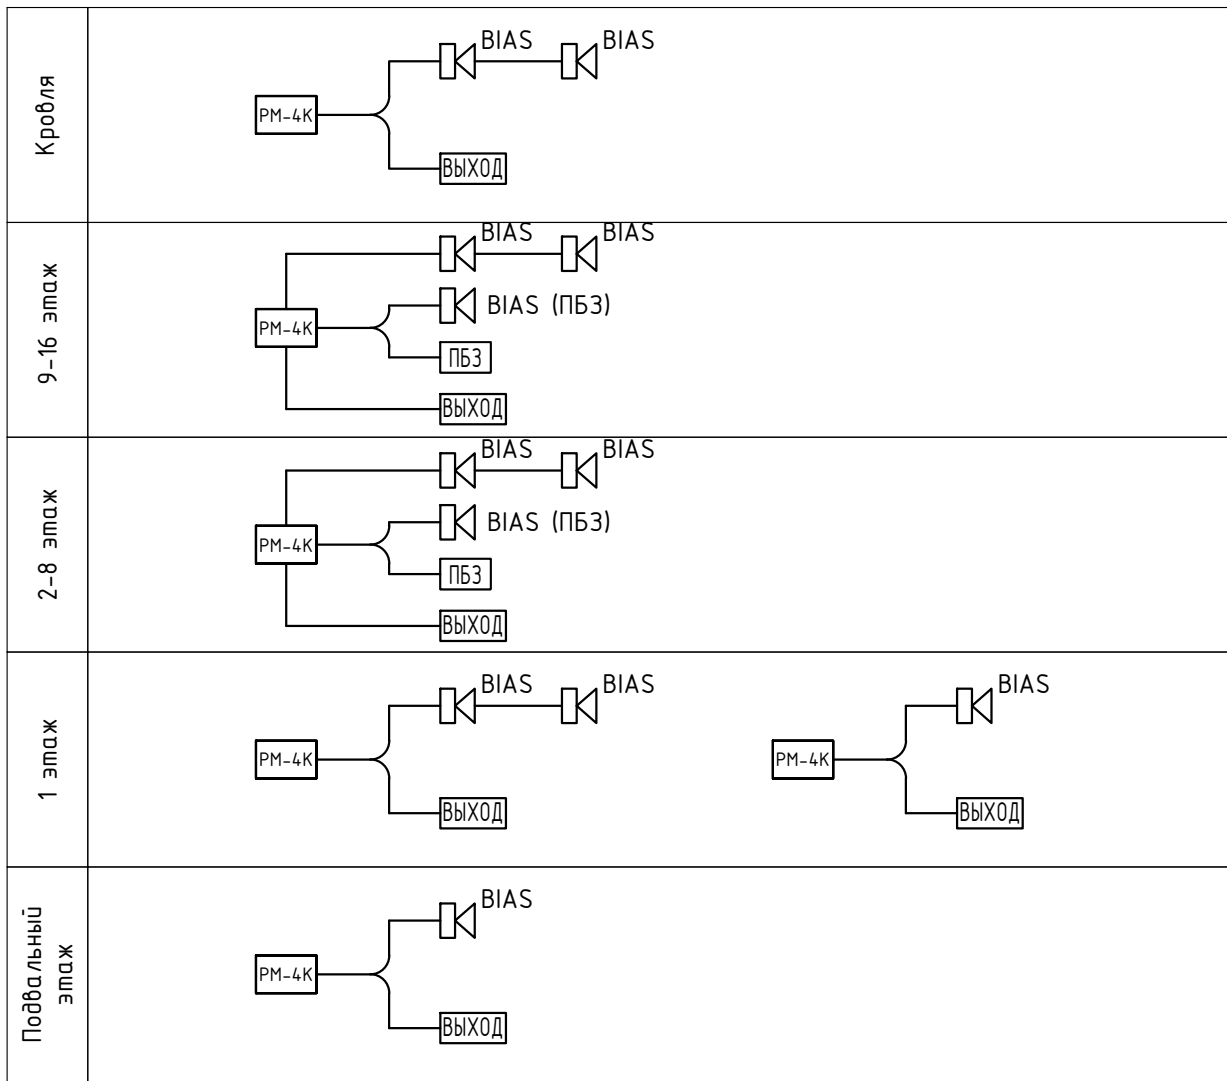 Кровля
BIAS
BIAS
РМ-4К
ВЫХОД
9-16 этаж
BIAS
BIAS
BIAS (ПБЗ)
РМ-4К
ПБЗ
ВЫХОД
2-8 этаж
BIAS
BIAS
BIAS (ПБЗ)
РМ-4К
ПБЗ
ВЫХОД
1 этаж
BIAS
BIAS
BIAS
РМ-4К
РМ-4К
ВЫХОД
ВЫХОД
Подвальный
этаж
BIAS
РМ-4К
ВЫХОД